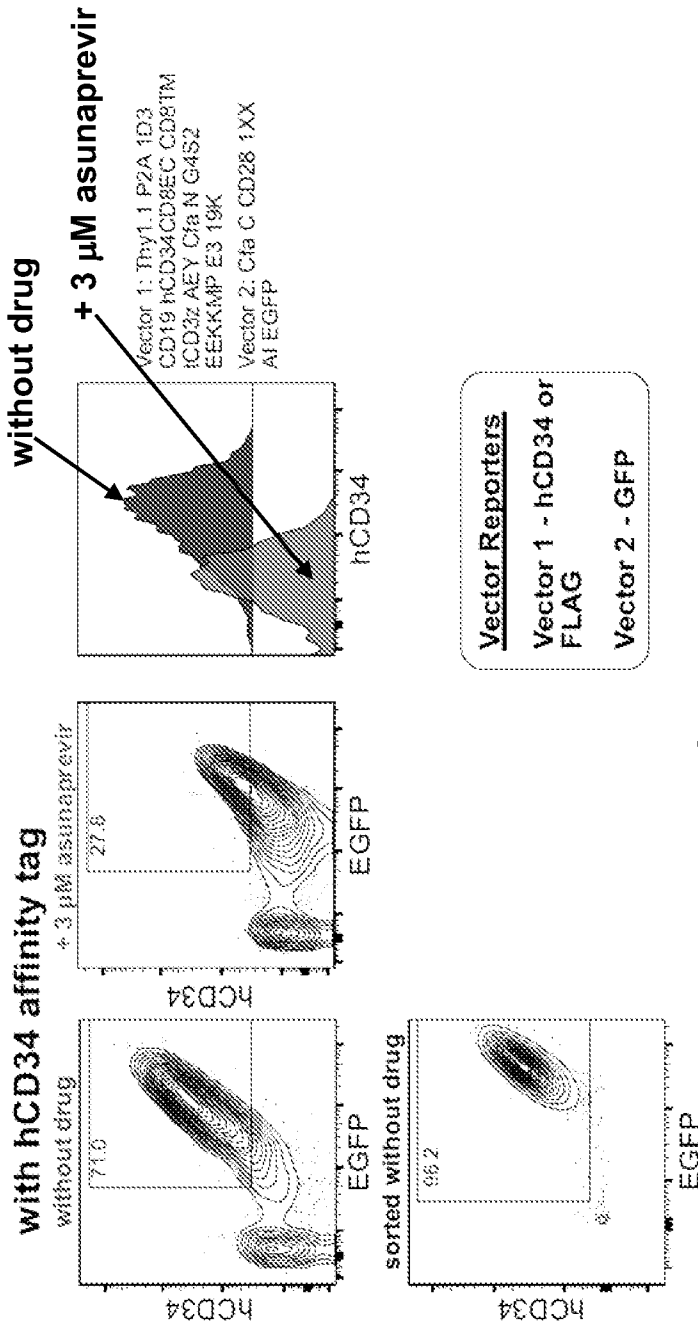 with hCD34 affinity tag
without drug
71.0
hCD34
EGFP
+ 3 µM asunaprevir
27.6
hCD34
EGFP
without drug
+ 3 µM asunaprevir
hCD34
Vector 1: Thy1.1 P2A 1D3
CD19 hCD34CD8EC CD8TM
AEY Cfa N G4S2
EEKKMP E3 19K
Vector 2: Cfa C CD28 1XX
AI EGFP
sorted without drug
96.2
hCD34
EGFP
Vector Reporters
Vector 1 - hCD34 or
FLAG
Vector 2 - GFP